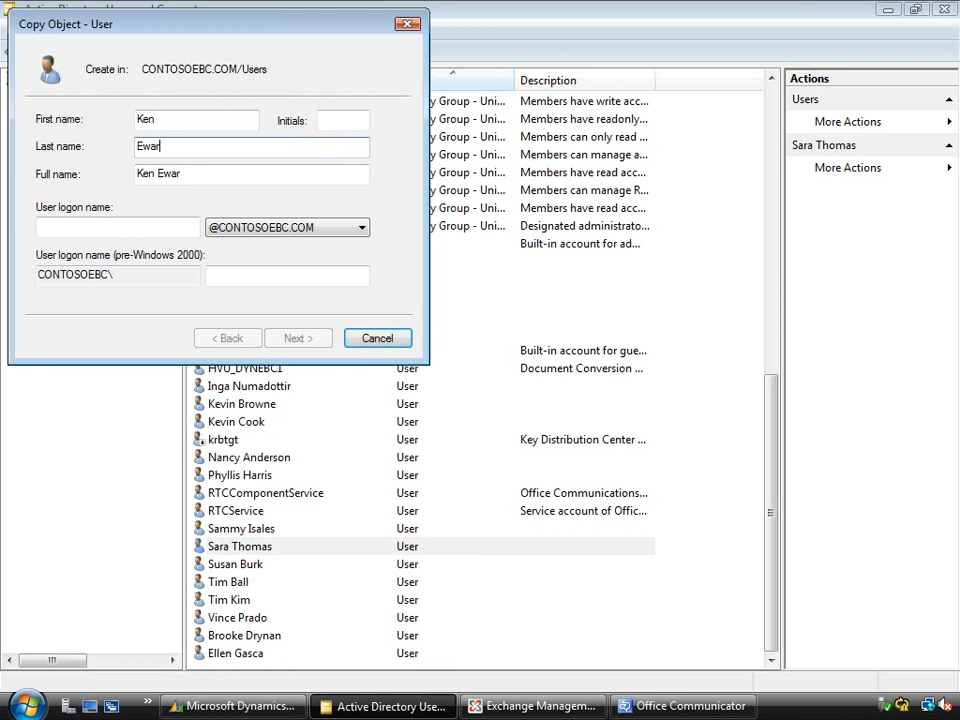 Copy Object - User
Create in: CONTOSOEBC.COM/Users
First name: Ken Initials:
Last name: Ewar
Full name: Ken Ewar
User logon name:
@CONTOSOEBC.COM
User logon name (pre-Windows 2000):
CONTOSOEBC\
< Back Next > Cancel
Description
y Group - Uni... Members have write acc...
y Group - Uni... Members have readonly...
y Group - Uni... Members can only read ...
y Group - Uni... Members can manage a...
y Group - Uni... Members have read acc...
y Group - Uni... Members can manage R...
y Group - Uni... Members have read acc...
y Group - Uni... Designated administrato...
Built-in account for ad...
Built-in account for gue...
HVU_DYNEBCI User Document Conversion ...
Inga Numadottir User
Kevin Browne User
Kevin Cook User
krbtgt User Key Distribution Center ...
Nancy Anderson User
Phyllis Harris User
RTCComponentService User Office Communications...
RTCService User Service account of Offic...
Sammy Isales User
Sara Thomas User
Susan Burk User
Tim Ball User
Tim Kim User
Vince Prado User
Brooke Drynan User
Ellen Gasca User
Actions
Users
More Actions
Sara Thomas
More Actions
Microsoft Dynamics... Active Directory Use... Exchange Managem... Office Communicator